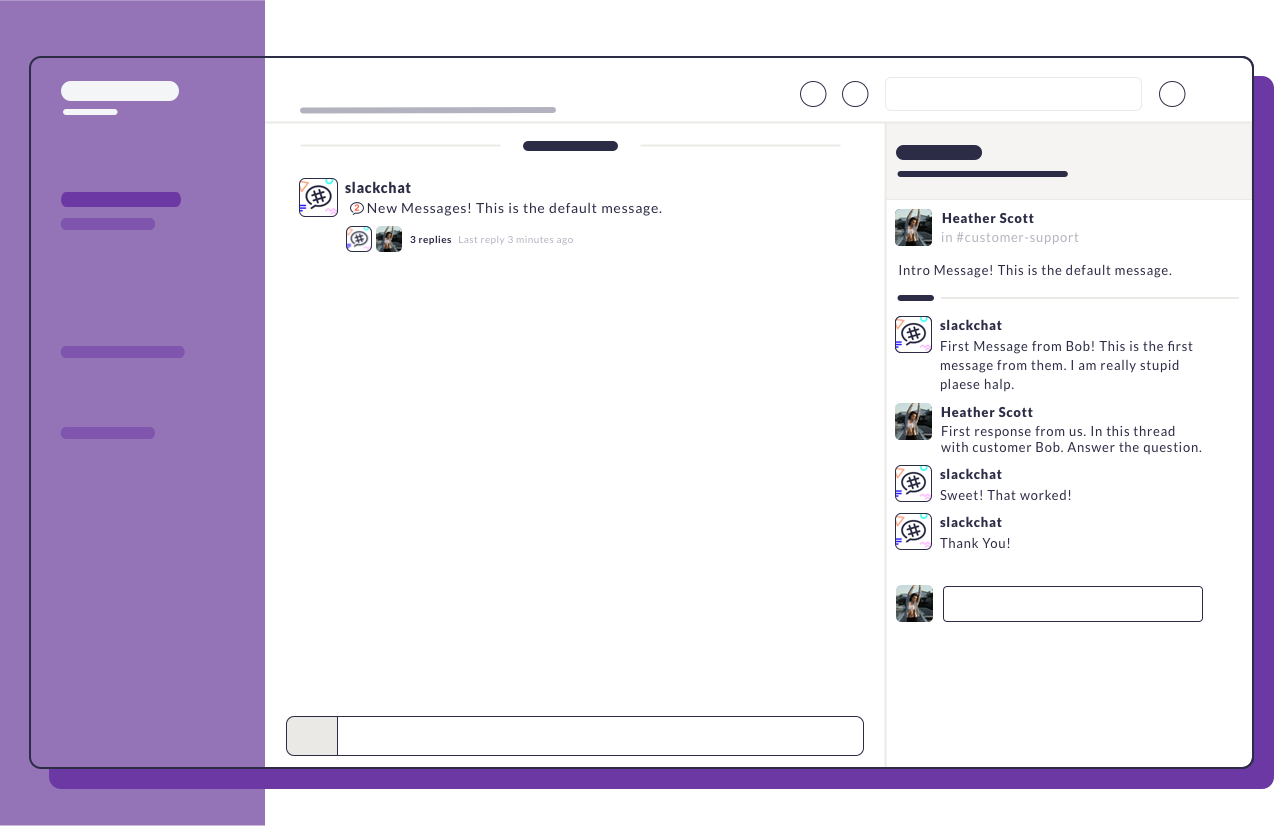 slackchat
2 New Messages! This is the default message.
3 replies Last reply 3 minutes ago
Heather Scott
in #customer-support
Intro Message! This is the default message.
slackchat
First Message from Bob! This is the first
message from them. I am really stupid
plaese halp.
Heather Scott
First response from us. In this thread
with customer Bob. Answer the question.
slackchat
Sweet! That worked!
slackchat
Thank You!